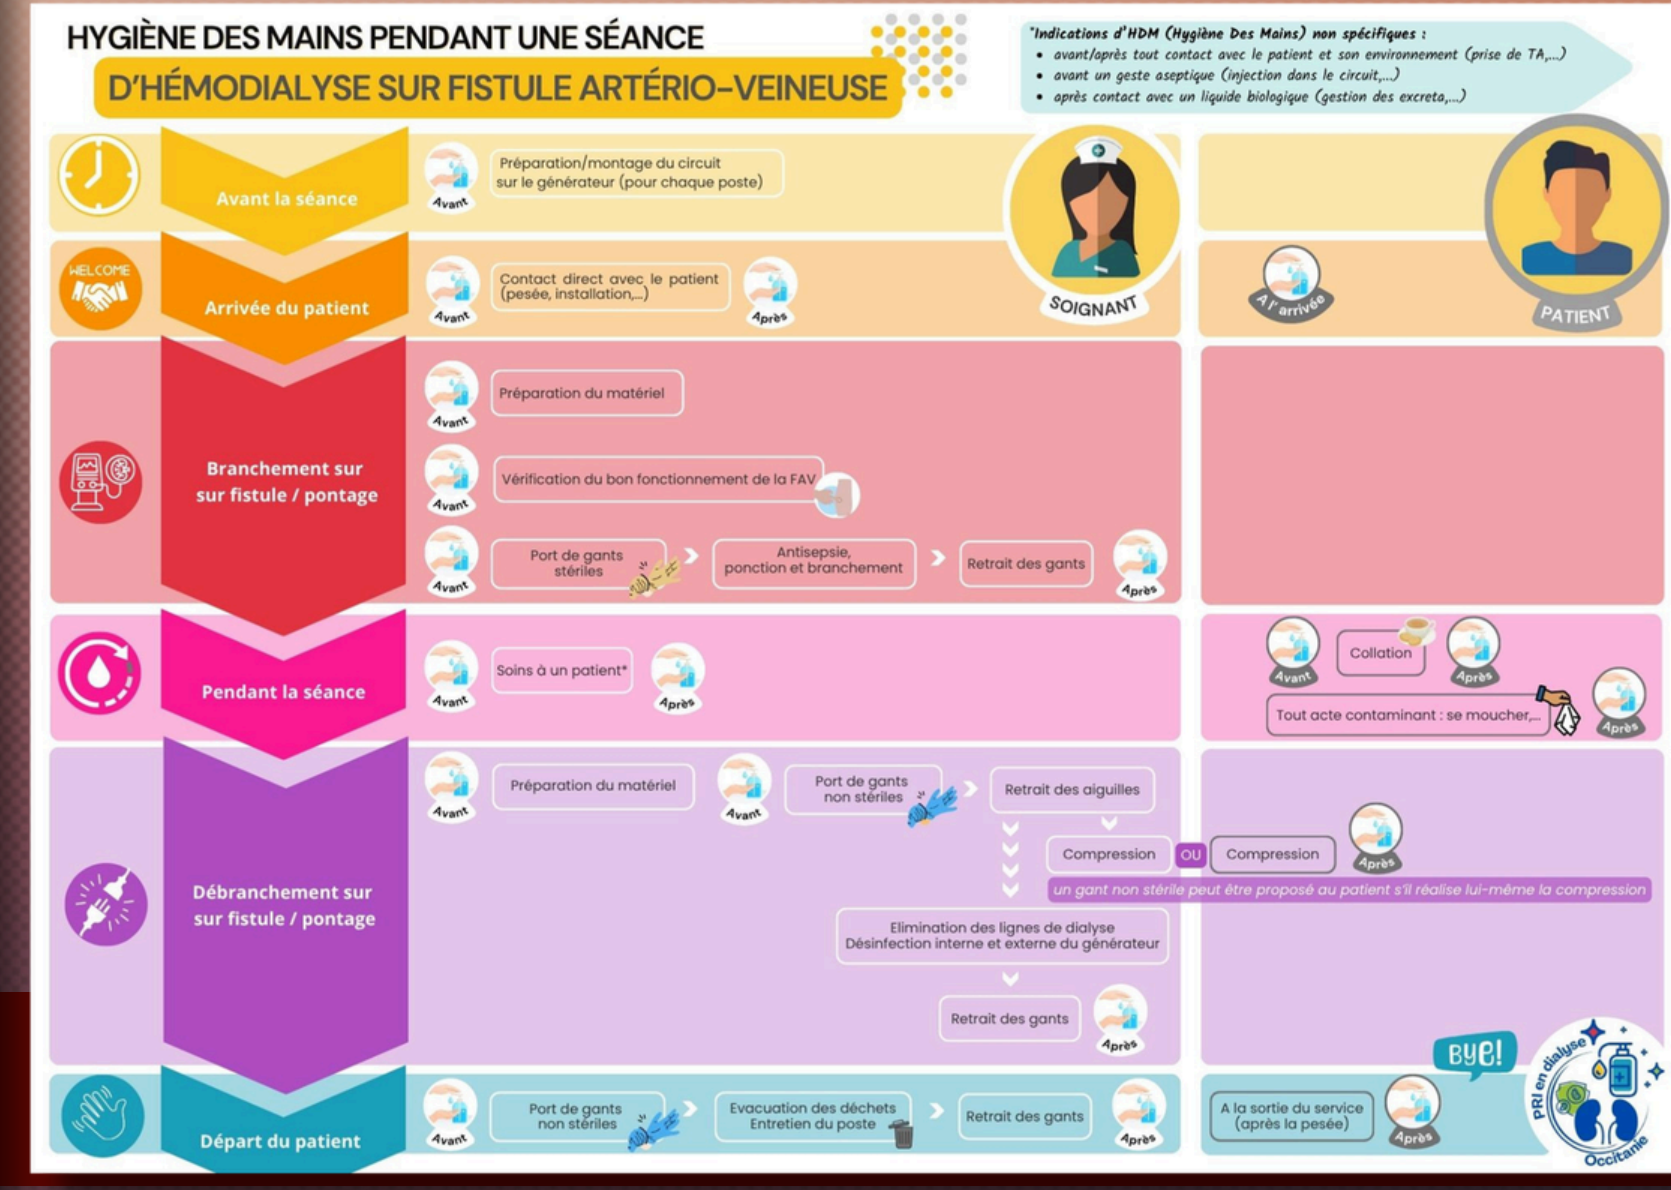 HYGIÈNE DES MAINS PENDANT UNE SÉANCE
D'HÉMODIALYSE SUR FISTULE ARTÉRIO-VEINEUSE
*Indications d'HDM (Hygiène Des Mains) non spécifiques :
• avant/après tout contact avec le patient et son environnement (prise de TA,...)
• avant un geste aseptique (injection dans le circuit,...)
• après contact avec un liquide biologique (gestion des excreta,...)
Avant la séance
Avant
Préparation/montage du circuit
sur le générateur (pour chaque poste)
SOIGNANT
PATIENT
WELCOME
Arrivée du patient
Avant
Contact direct avec le patient
(pesée, installation,...)
Après
A l'arrivée
Branchement sur
sur fistule / pontage
Avant
Préparation du matériel
Avant
Vérification du bon fonctionnement de la FAV
Avant
Port de gants
stériles
Antisepsie,
ponction et branchement
Retrait des gants
Après
Pendant la séance
Avant
Soins à un patient*
Après
Avant
Collation
Après
Tout acte contaminant : se moucher,...
Après
Débranchement sur
sur fistule / pontage
Avant
Préparation du matériel
Avant
Port de gants
non stériles
Retrait des aiguilles
Compression
OU
Compression
Après
un gant non stérile peut être proposé au patient s'il réalise lui-même la compression
Elimination des lignes de dialyse
Désinfection interne et externe du générateur
Retrait des gants
Après
Départ du patient
Avant
Port de gants
non stériles
Evacuation des déchets
Entretien du poste
Retrait des gants
Après
A la sortie du service
(après la pesée)
Après
BYE!
PRI en dialyse
Occitanie